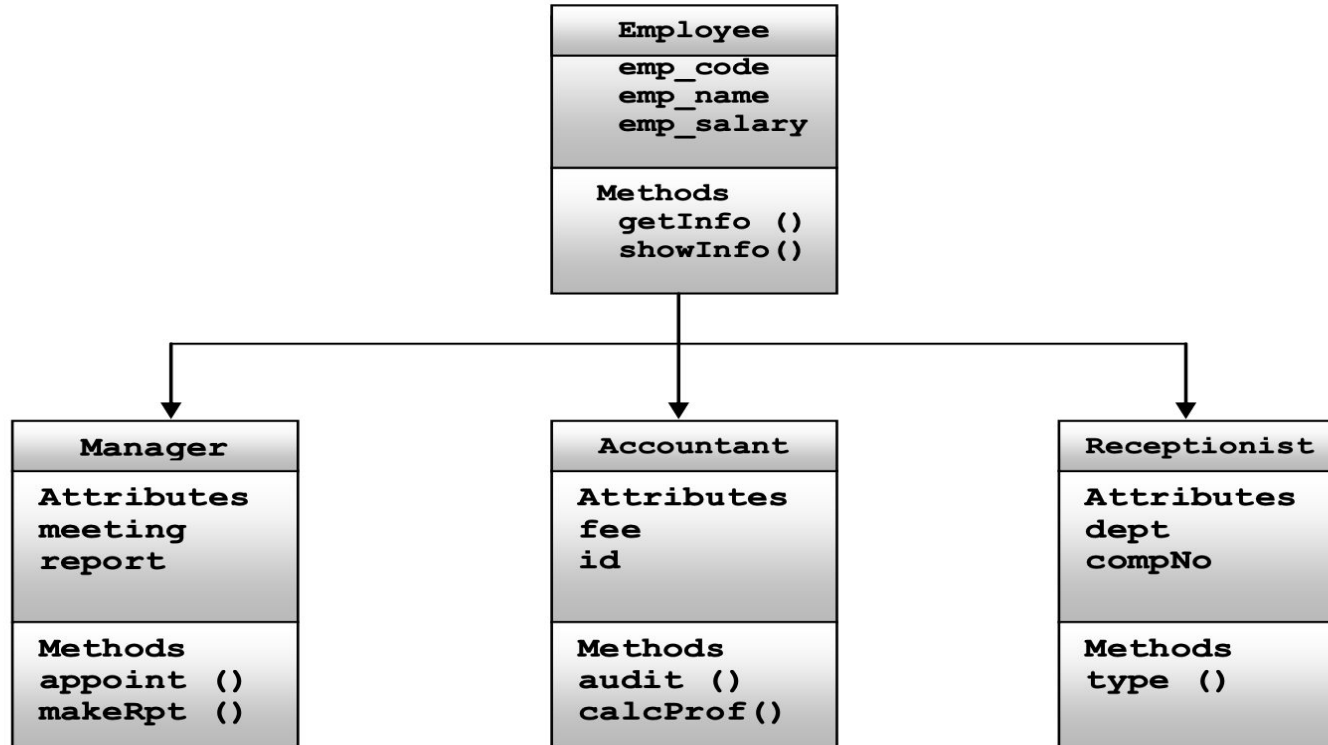 Employee
emp_code
emp_name
emp_salary
Methods
getInfo ()
showInfo()
Manager
Attributes
meeting
report
Methods
appoint ()
makeRpt ()
Accountant
Attributes
fee
id
Methods
audit ()
calcProf()
Receptionist
Attributes
dept
compNo
Methods
type ()